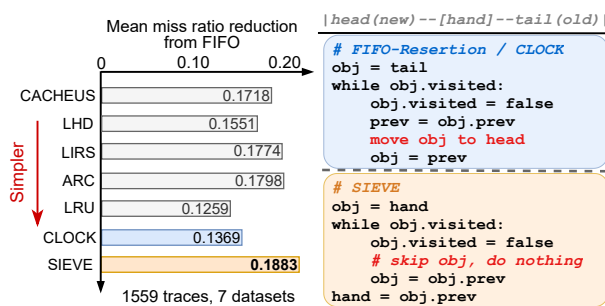 Mean miss ratio reduction
from FIFO
0 0.10 0.20
CACHEUS 0.1718
LHD 0.1551
LIRS 0.1774
ARC 0.1798
LRU 0.1259
CLOCK 0.1369
SIEVE 0.1883
Simpler
1559 traces, 7 datasets
|head(new)--[hand]--tail(old)|
# FIFO-Resertion / CLOCK
obj = tail
while obj.visited:
obj.visited = false
prev = obj.prev
move obj to head
obj = prev
# SIEVE
obj = hand
while obj.visited:
obj.visited = false
# skip obj, do nothing
obj = obj.prev
hand = obj.prev